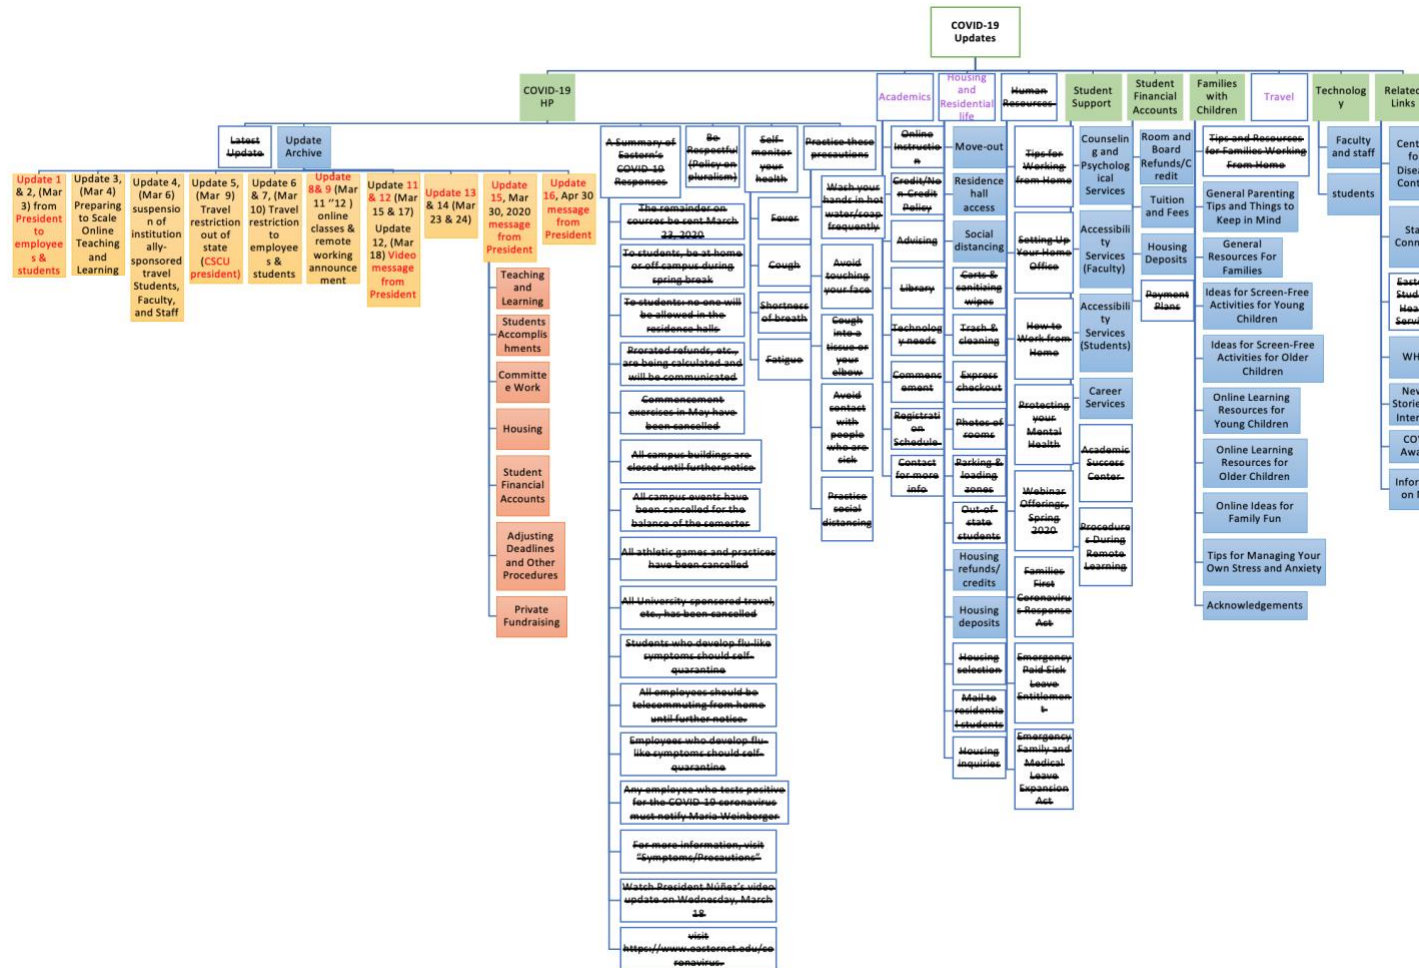 COVID-19
Updates
COVID-19
HP
Academics
Housing
and
Residential
life
Human
Resources
Student
Support
Student
Financial
Accounts
Families
with
Children
Travel
Technolog
y
Related
Links
Latest
Update
Update
Archive
Update 1
& 2, (Mar
3) from
President
to
employee
s &
students
Update 3,
(Mar 4)
Preparing
to Scale
Online
Teaching
and
Learning
Update 4,
(Mar 6)
suspensio
n of
institution
ally-
sponsored
travel
Students,
Faculty,
and Staff
Update 5,
(Mar 9)
Travel
restriction
out of
state (
CSCU
president)
Update 6
& 7, (Mar
10) Travel
restriction
to
employee
s &
students
Update
8& 9 (Mar
11 "12 )
online
classes &
remote
working
announce
ment
Update 11
& 12 (Mar
15 & 17)
Update
12, (Mar
18) Video
message
from
President
Update 13
& 14 (Mar
23 & 24)
Update
15, Mar
30, 2020
message
from
President
Update
16, Apr 30
message
from
President
Teaching
and
Learning
Students
Accomplis
hments
Committe
e Work
Housing
Student
Financial
Accounts
Adjusting
Deadlines
and Other
Procedures
Private
Fundraising
A Summary of
Eastern's
COVID-19
Responses
The remainder on
courses be sent March
23, 2020
To students, be at home
or off campus during
spring break
To students: no one will
be allowed in the
residence halls
Prorated refunds, etc.,
are being calculated and
will be communicated
Commencement
exercises in May have
been cancelled
All campus buildings are
closed until further notice
All campus events have
been cancelled for the
balance of the semester
All athletic games and practices
have been cancelled
All University-sponsored travel,
etc., has been cancelled
Students who develop flu-like
symptoms should self-
quarantine
All employees should be
telecommuting from home
until further notice.
Employees who develop flu-
like symptoms should self-
quarantine
Any employee who tests positive
for the COVID-19 coronavirus
must notify Maria Weinberger
For more information, visit
"Symptoms/Precautions"
Watch President Núñez's video
update on Wednesday, March
18
visit
https://www.easternct.edu/co
ronavirus.
Be
Respectful
(Policy on
pluralism)
Self-
monitor
your
health
Fever
Cough
Shortness
of breath
Fatigue
Practise these
precautions
Wash your
hands in hot
water/soap
frequently
Avoid
touching
your face
Cough
into a
tissue or
your
elbow
Avoid
contact
with
people
who are
sick
Practise
social
distancing
Online
Instructio
n
Credit/No
n Credit
Policy
Advising
Library
Technolog
y needs
Commenc
ement
Registrati
on
Schedule
Contact
for more
info
Move-out
Residence
hall
access
Social
distancing
Carts &
sanitizing
wipes
Trash &
cleaning
Express
checkout
Photos of
rooms
Parking &
loading
zones
Out-of-
state
students
Housing
refunds/
credits
Housing
deposits
Housing
selection
Mail to
residentia
l students
Housing
inquiries
Tips for
Working
from Home
Setting Up
Your Home
Office
How to
Work from
Home
Protecting
your
Mental
Health
Webinar
Offerings,
Spring
2020
Families
First
Coronaviru
s Response
Act
Emergency
Paid Sick
Leave
Entitlemen
t
Emergency
Family and
Medical
Leave
Expansion
Act
Counselin
g and
Psycholog
ical
Services
Accessibili
ty
Services
(Faculty)
Accessibili
ty
Services
(Students)
Career
Services
Academic
Success
Center
Procedure
s During
Remote
Learning
Room and
Board
Refunds/C
redit
Tuition
and Fees
Housing
Deposits
Payment
Plans
Tips and Resources
for Families Working
From Home
General Parenting
Tips and Things to
Keep in Mind
General
Resources For
Families
Ideas for Screen-Free
Activities for Young
Children
Ideas for Screen-Free
Activities for Older
Children
Online Learning
Resources for
Young Children
Online Learning
Resources for
Older Children
Online Ideas for
Family Fun
Tips for Managing Your
Own Stress and Anxiety
Acknowledgements
Faculty
and staff
students